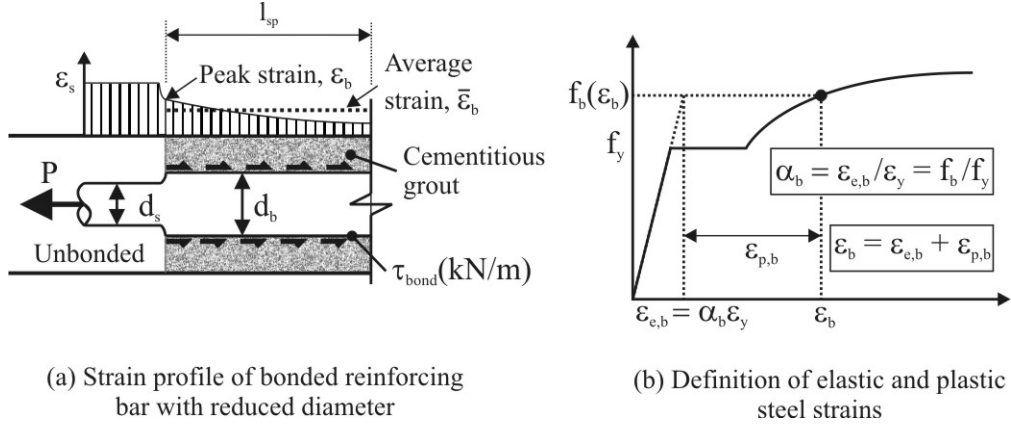 l_sp
ε_s
Peak strain, ε_b
Average
strain, ε̄_b
P
d_s
d_b
Cementitious
grout
Unbonded
τ_bond(kN/m)
(a) Strain profile of bonded reinforcing
bar with reduced diameter
f_b(ε_b)
f_y
α_b = ε_e,b/ε_y = f_b/f_y
ε_p,b
ε_b = ε_e,b + ε_p,b
ε_e,b = α_bε_y
ε_b
(b) Definition of elastic and plastic
steel strains